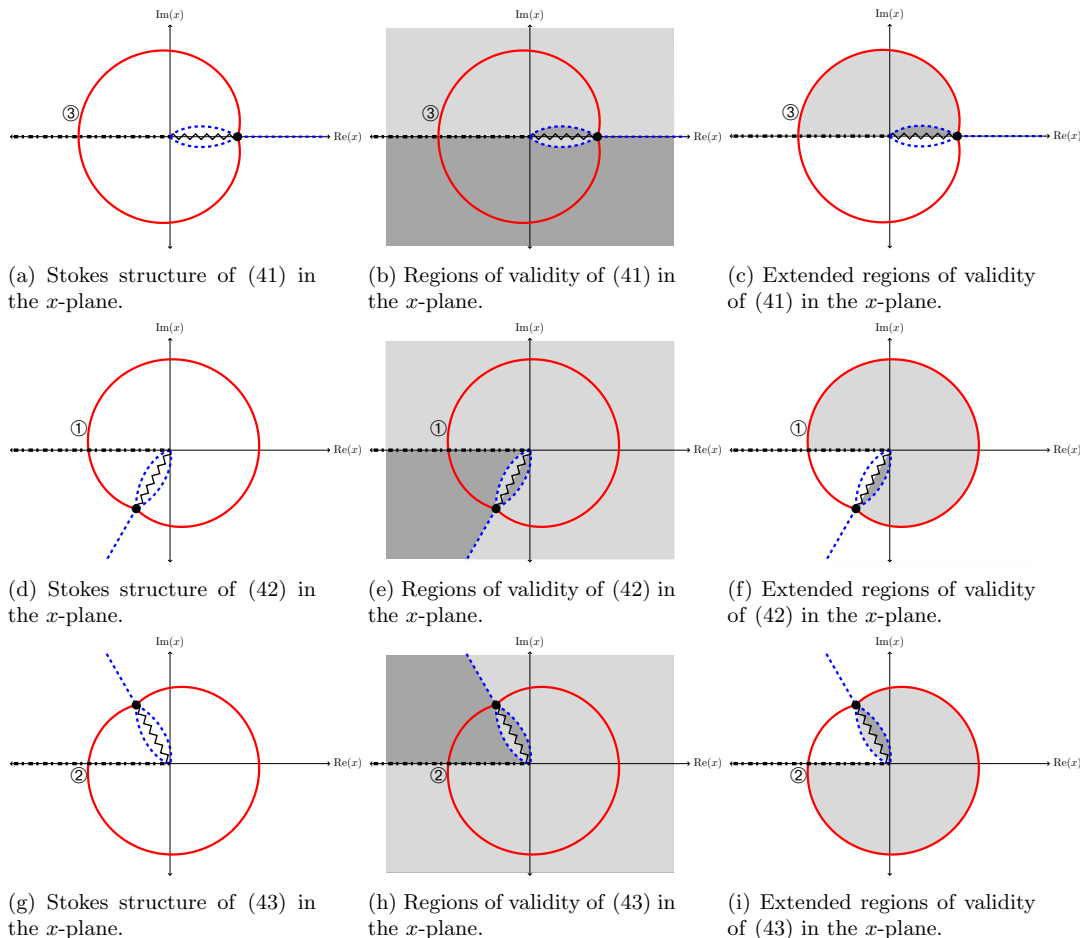 Im(x) Im(x) Im(x)
③ Re(x) ③ Re(x) ③ Re(x)
(a) Stokes structure of (41) in
the x-plane.
(b) Regions of validity of (41) in
the x-plane.
(c) Extended regions of validity
of (41) in the x-plane.
Im(x) Im(x) Im(x)
① Re(x) ① Re(x) ① Re(x)
(d) Stokes structure of (42) in
the x-plane.
(e) Regions of validity of (42) in
the x-plane.
(f) Extended regions of validity
of (42) in the x-plane.
Im(x) Im(x) Im(x)
② Re(x) ② Re(x) ② Re(x)
(g) Stokes structure of (43) in
the x-plane.
(h) Regions of validity of (43) in
the x-plane.
(i) Extended regions of validity
of (43) in the x-plane.